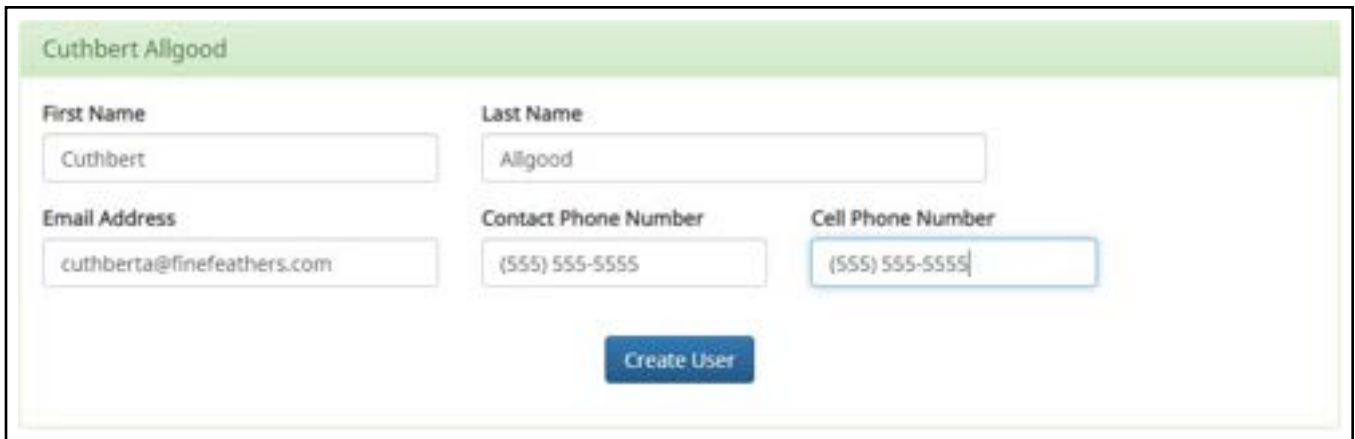 Cuthbert Allgood
First Name Last Name
Cuthbert Allgood
Email Address Contact Phone Number Cell Phone Number
cuthberta@finefeathers.com (555) 555-5555 (555) 555-5555
Create User